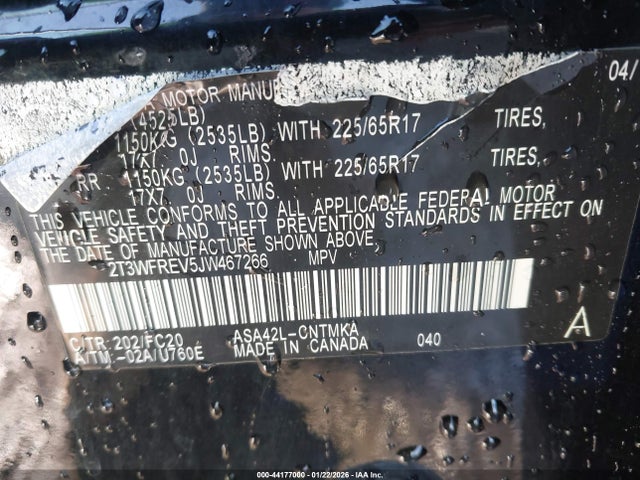 04/
A MOTOR MANU
4525LB)
1150KG (2535LB) WITH 225/65R17 TIRES,
17X7 0J RIMS.
RR 1150KG (2535LB) WITH 225/65R17 TIRES,
17X7 0J RIMS.
THIS VEHICLE CONFORMS TO ALL APPLICABLE FEDERAL MOTOR
VEHICLE SAFETY AND THEFT PREVENTION STANDARDS IN EFFECT ON
THE DATE OF MANUFACTURE SHOWN ABOVE.
2T3WFREV5JW467266 MPV
C/TR:202/FC20 ASA42L-CNTMKA
A/TM:-02A/U760E MADE IN CANADA 040 A
000-44177000 - 01/22/2026 - IAA Inc.